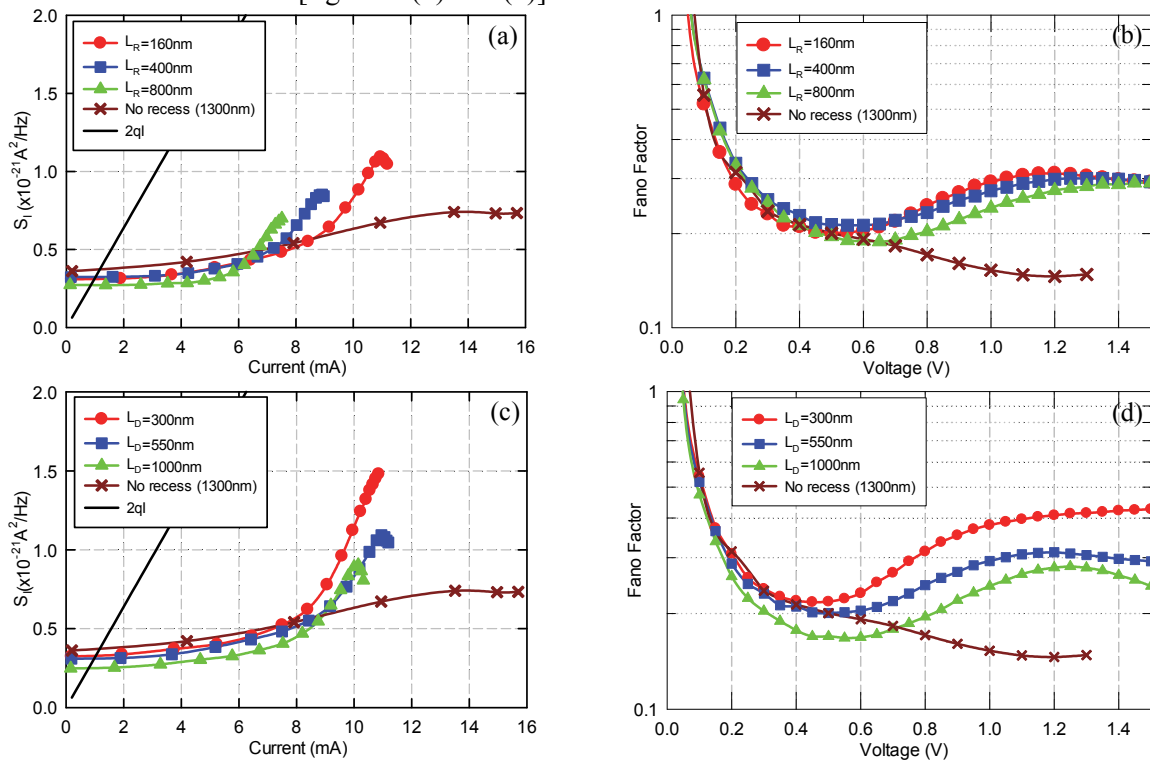 (a)
L_R=160nm
L_R=400nm
L_R=800nm
No recess (1300nm)
2qI
S_I (x10^-21 A^2/Hz)
2.0
1.5
1.0
0.5
0.0
0 2 4 6 8 10 12 14 16
Current (mA)
(b)
L_R=160nm
L_R=400nm
L_R=800nm
No recess (1300nm)
Fano Factor
1
0.1
0.0 0.2 0.4 0.6 0.8 1.0 1.2 1.4
Voltage (V)
(c)
L_D=300nm
L_D=550nm
L_D=1000nm
No recess (1300nm)
2qI
S_I(x10^-21 A^2/Hz)
2.0
1.5
1.0
0.5
0.0
0 2 4 6 8 10 12 14 16
Current (mA)
(d)
L_D=300nm
L_D=550nm
L_D=1000nm
No recess (1300nm)
Fano Factor
1
0.1
0.0 0.2 0.4 0.6 0.8 1.0 1.2 1.4
Voltage (V)